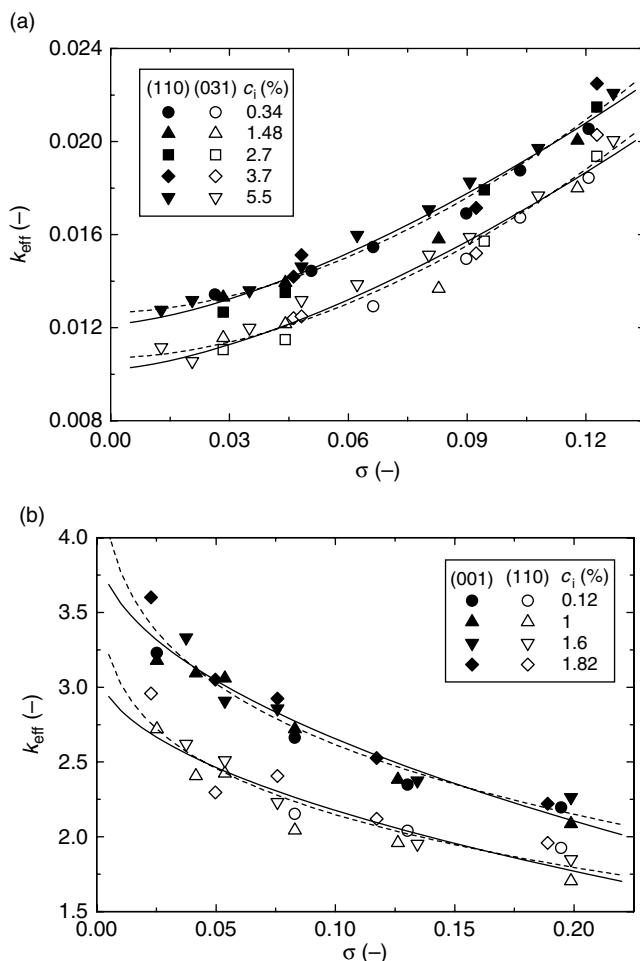 (a)
0.024
0.020
0.016
0.012
0.008
k_eff (–)
(110) (031) c_i (%)
0.34
1.48
2.7
3.7
5.5
0.00 0.03 0.06 0.09 0.12
σ (–)
(b)
4.0
3.5
3.0
2.5
2.0
1.5
k_eff (–)
(001) (110) c_i (%)
0.12
1
1.6
1.82
0.00 0.05 0.10 0.15 0.20
σ (–)